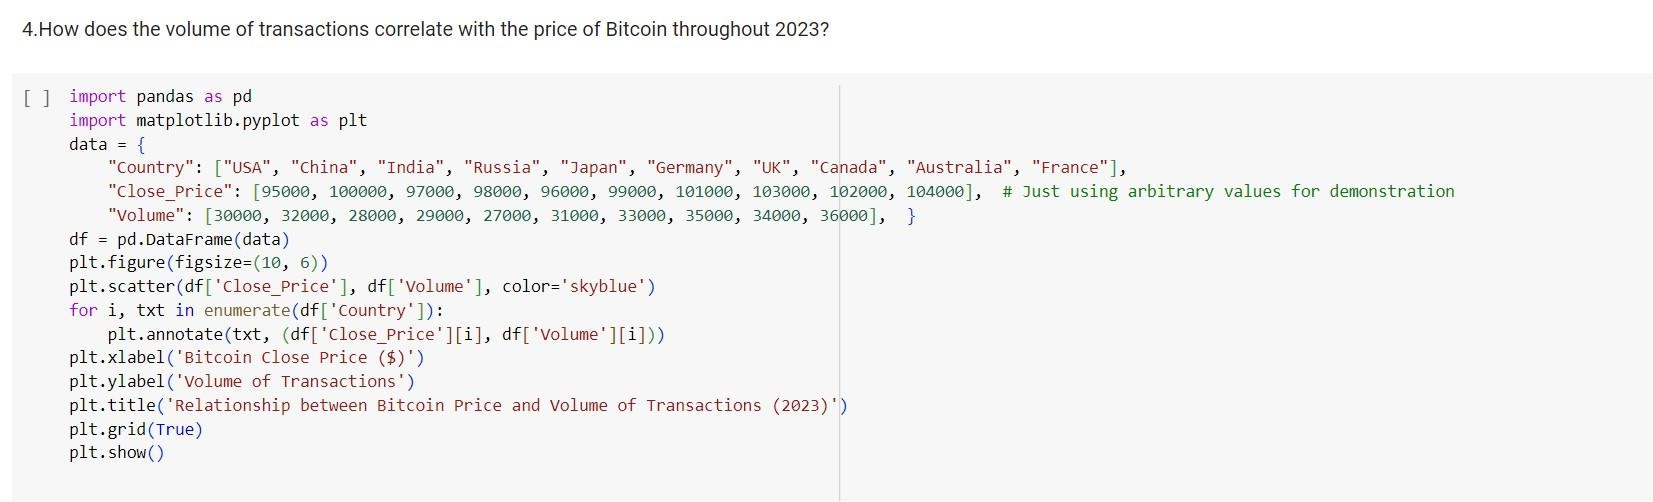 4.How does the volume of transactions correlate with the price of Bitcoin throughout 2023?
[ ] import pandas as pd
import matplotlib.pyplot as plt
data = {
    "Country": ["USA", "China", "India", "Russia", "Japan", "Germany", "UK", "Canada", "Australia", "France"],
    "Close_Price": [95000, 100000, 97000, 98000, 96000, 99000, 101000, 103000, 102000, 104000],  # Just using arbitrary values for demonstration
    "Volume": [30000, 32000, 28000, 29000, 27000, 31000, 33000, 35000, 34000, 36000],  }
df = pd.DataFrame(data)
plt.figure(figsize=(10, 6))
plt.scatter(df['Close_Price'], df['Volume'], color='skyblue')
for i, txt in enumerate(df['Country']):
    plt.annotate(txt, (df['Close_Price'][i], df['Volume'][i]))
plt.xlabel('Bitcoin Close Price ($)')
plt.ylabel('Volume of Transactions')
plt.title('Relationship between Bitcoin Price and Volume of Transactions (2023)')
plt.grid(True)
plt.show()